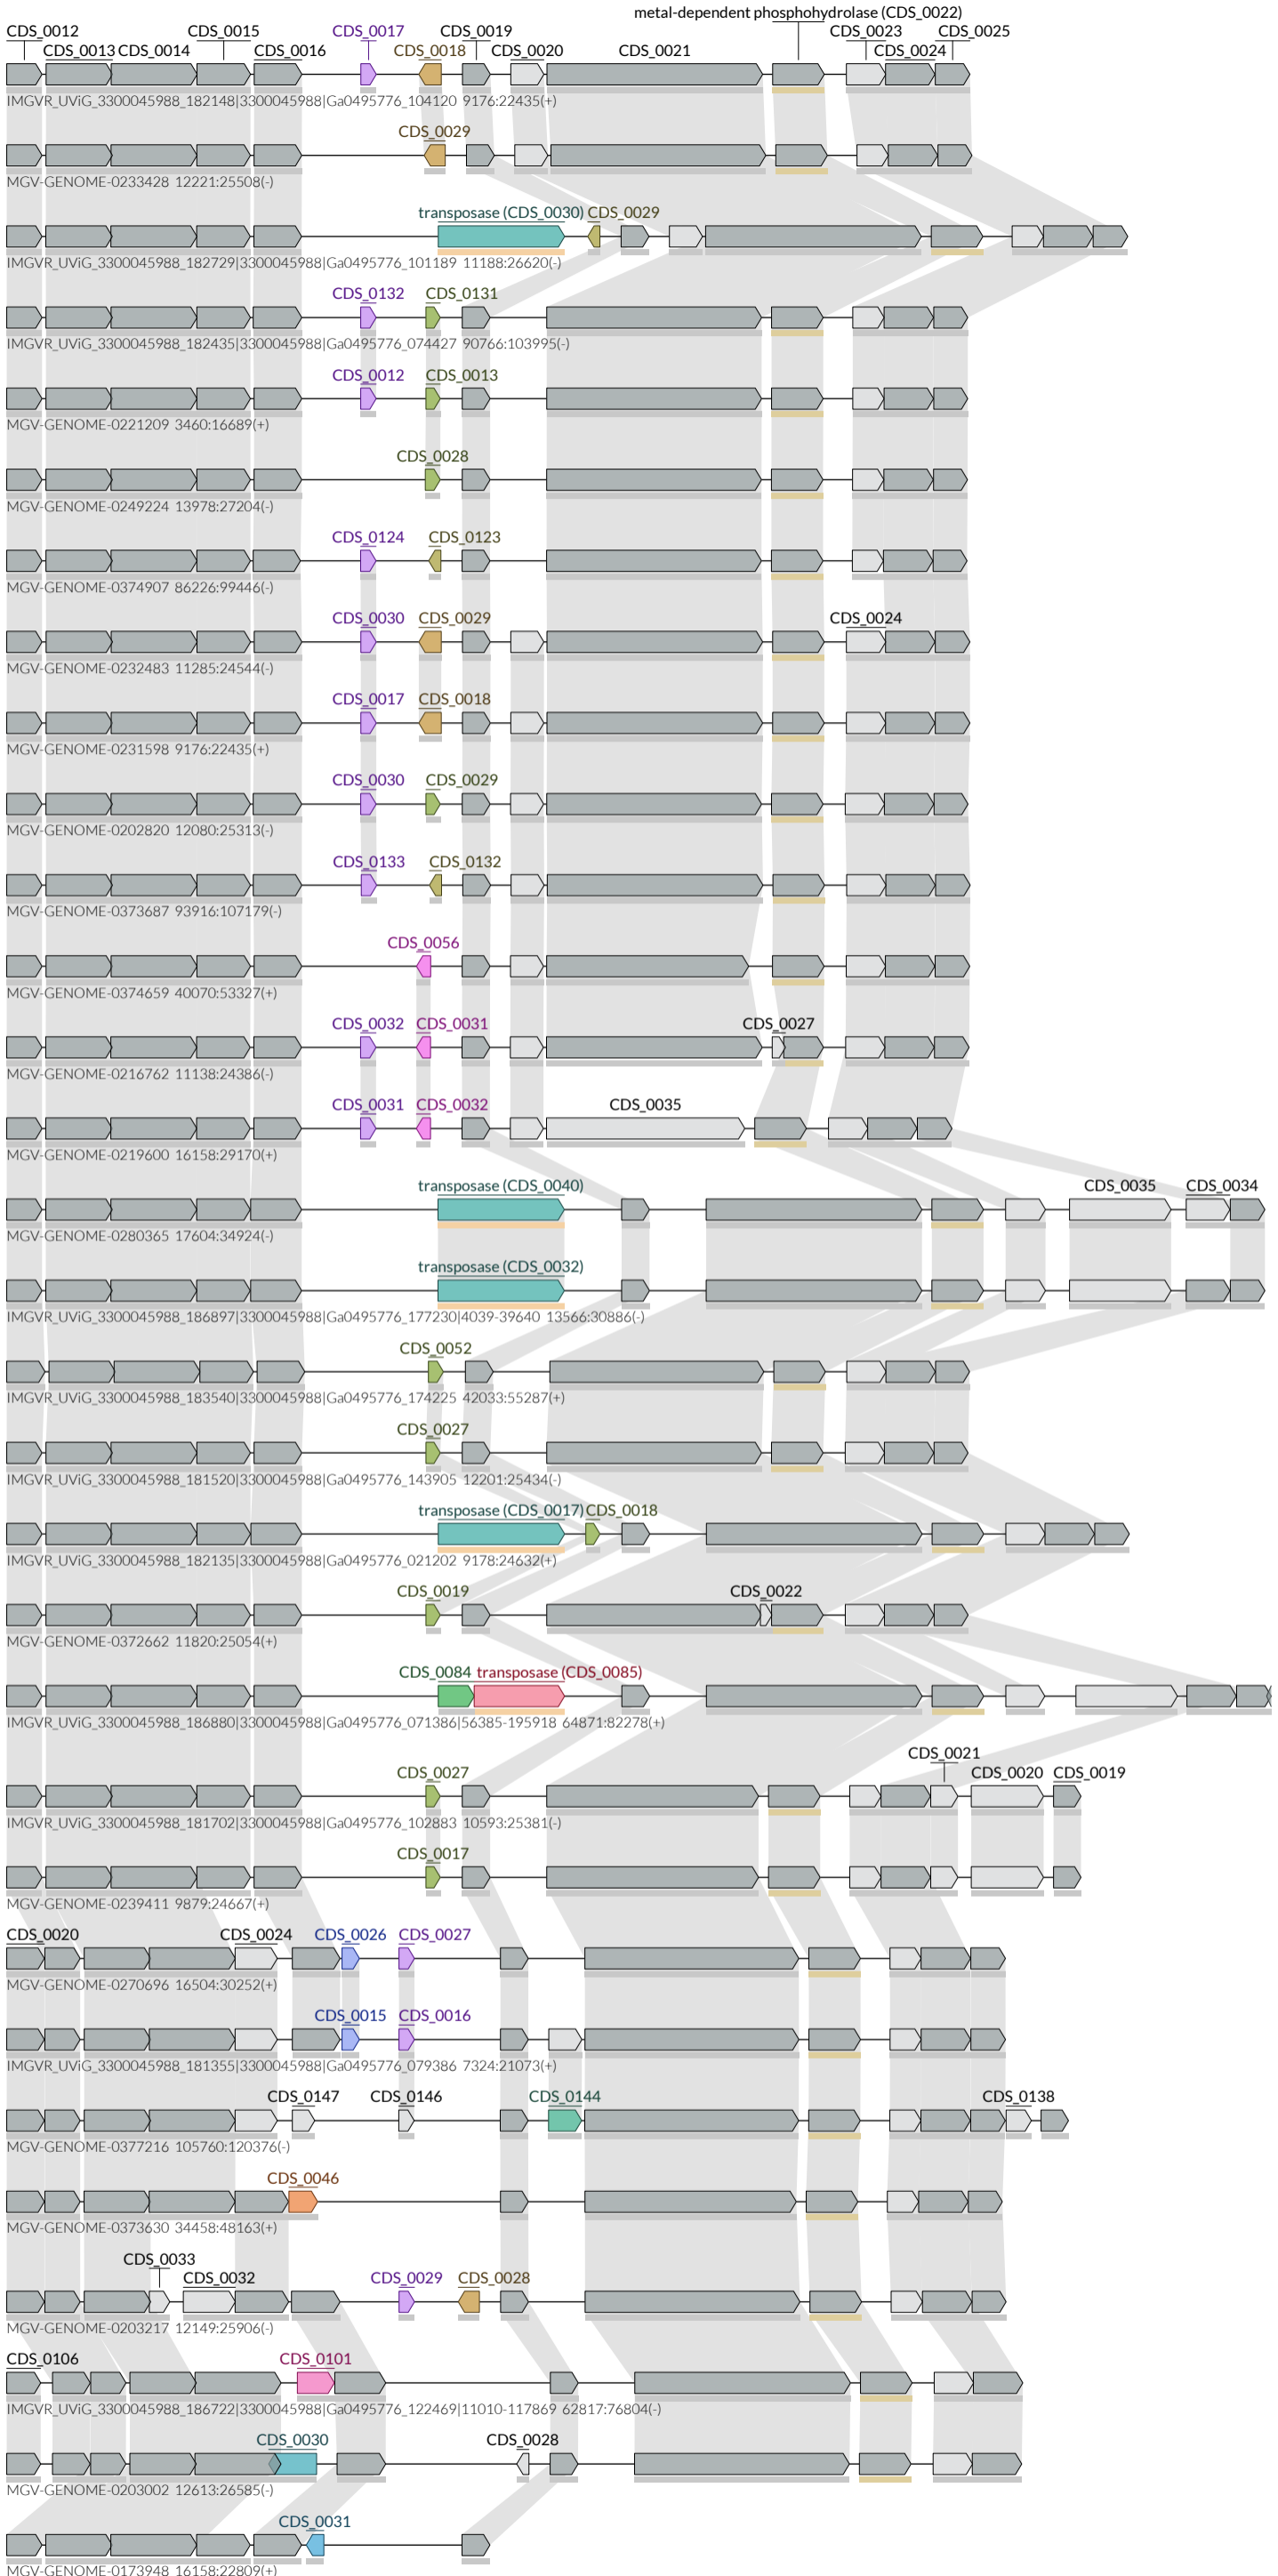 metal-dependent phosphohydrolase (CDS_0022)
CDS_0012 CDS_0015 CDS_0017 CDS_0019 CDS_0023 CDS_0025
CDS_0013 CDS_0014 CDS_0016 CDS_0018 CDS_0020 CDS_0021 CDS_0024
IMGVR_UViG_3300045988_182148|3300045988|Ga0495776_104120 9176:22435(+)
CDS_0029
MGV-GENOME-0233428 12221:25508(-)
transposase (CDS_0030) CDS_0029
IMGVR_UViG_3300045988_182729|3300045988|Ga0495776_101189 11188:26620(-)
CDS_0132 CDS_0131
IMGVR_UViG_3300045988_182435|3300045988|Ga0495776_074427 90766:103995(-)
CDS_0012 CDS_0013
MGV-GENOME-0221209 3460:16689(+)
CDS_0028
MGV-GENOME-0249224 13978:27204(-)
CDS_0124 CDS_0123
MGV-GENOME-0374907 86226:99446(-)
CDS_0030 CDS_0029 CDS_0024
MGV-GENOME-0232483 11285:24544(-)
CDS_0017 CDS_0018
MGV-GENOME-0231598 9176:22435(+)
CDS_0030 CDS_0029
MGV-GENOME-0202820 12080:25313(-)
CDS_0133 CDS_0132
MGV-GENOME-0373687 93916:107179(-)
CDS_0056
MGV-GENOME-0374659 40070:53327(+)
CDS_0032 CDS_0031 CDS_0027
MGV-GENOME-0216762 11138:24386(-)
CDS_0031 CDS_0032 CDS_0035
MGV-GENOME-0219600 16158:29170(+)
transposase (CDS_0040) CDS_0035 CDS_0034
MGV-GENOME-0280365 17604:34924(-)
transposase (CDS_0032)
IMGVR_UViG_3300045988_186897|3300045988|Ga0495776_177230|4039-39640 13566:30886(-)
CDS_0052
IMGVR_UViG_3300045988_183540|3300045988|Ga0495776_174225 42033:55287(+)
CDS_0027
IMGVR_UViG_3300045988_181520|3300045988|Ga0495776_143905 12201:25434(-)
transposase (CDS_0017) CDS_0018
IMGVR_UViG_3300045988_182135|3300045988|Ga0495776_021202 9178:24632(+)
CDS_0019 CDS_0022
MGV-GENOME-0372662 11820:25054(+)
CDS_0084 transposase (CDS_0085)
IMGVR_UViG_3300045988_186880|3300045988|Ga0495776_071386|56385-195918 64871:82278(+)
CDS_0021
CDS_0027 CDS_0020 CDS_0019
IMGVR_UViG_3300045988_181702|3300045988|Ga0495776_102883 10593:25381(-)
CDS_0017
MGV-GENOME-0239411 9879:24667(+)
CDS_0020 CDS_0024 CDS_0026 CDS_0027
MGV-GENOME-0270696 16504:30252(+)
CDS_0015 CDS_0016
IMGVR_UViG_3300045988_181355|3300045988|Ga0495776_079386 7324:21073(+)
CDS_0147 CDS_0146 CDS_0144 CDS_0138
MGV-GENOME-0377216 105760:120376(-)
CDS_0046
MGV-GENOME-0373630 34458:48163(+)
CDS_0033
CDS_0032 CDS_0029 CDS_0028
MGV-GENOME-0203217 12149:25906(-)
CDS_0106 CDS_0101
IMGVR_UViG_3300045988_186722|3300045988|Ga0495776_122469|11010-117869 62817:76804(-)
CDS_0030 CDS_0028
MGV-GENOME-0203002 12613:26585(-)
CDS_0031
MGV-GENOME-0173948 16158:22809(+)